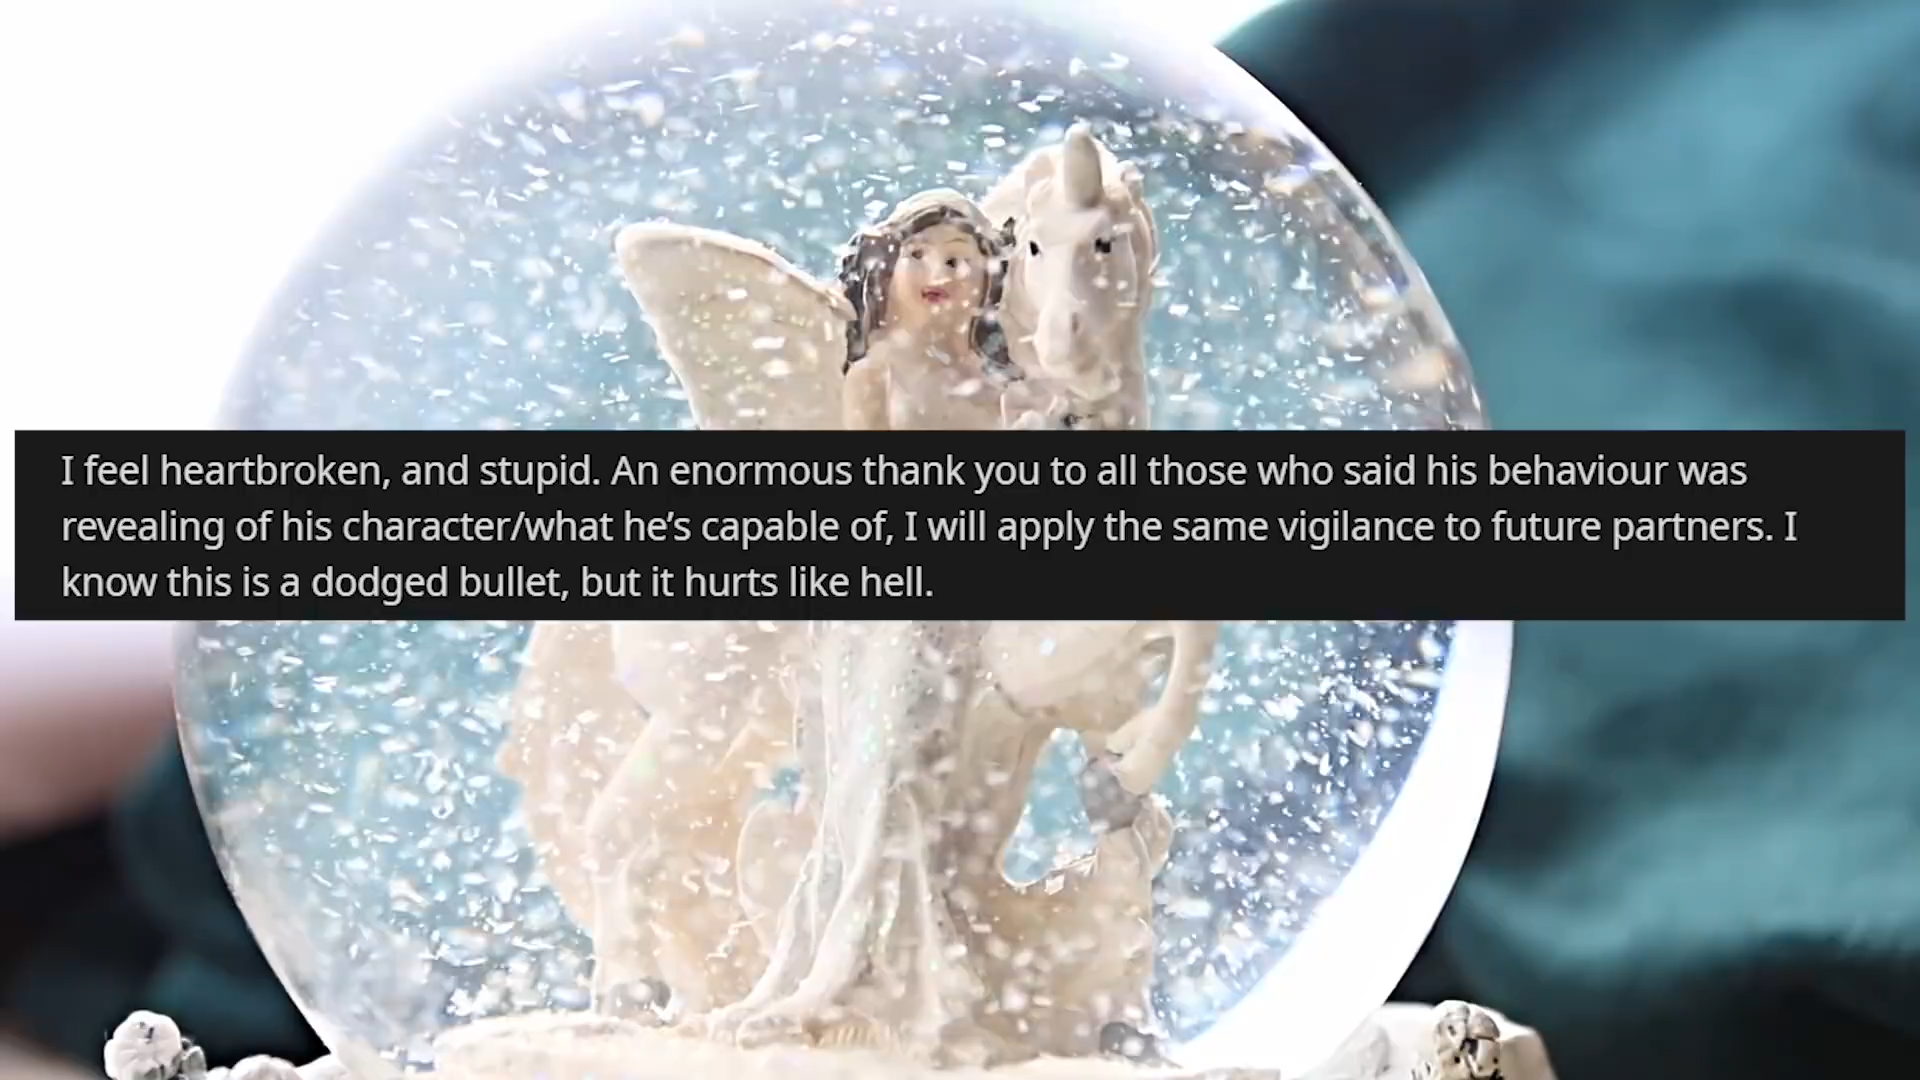 I feel heartbroken, and stupid. An enormous thank you to all those who said his behaviour was
revealing of his character/what he’s capable of, I will apply the same vigilance to future partners. I
know this is a dodged bullet, but it hurts like hell.